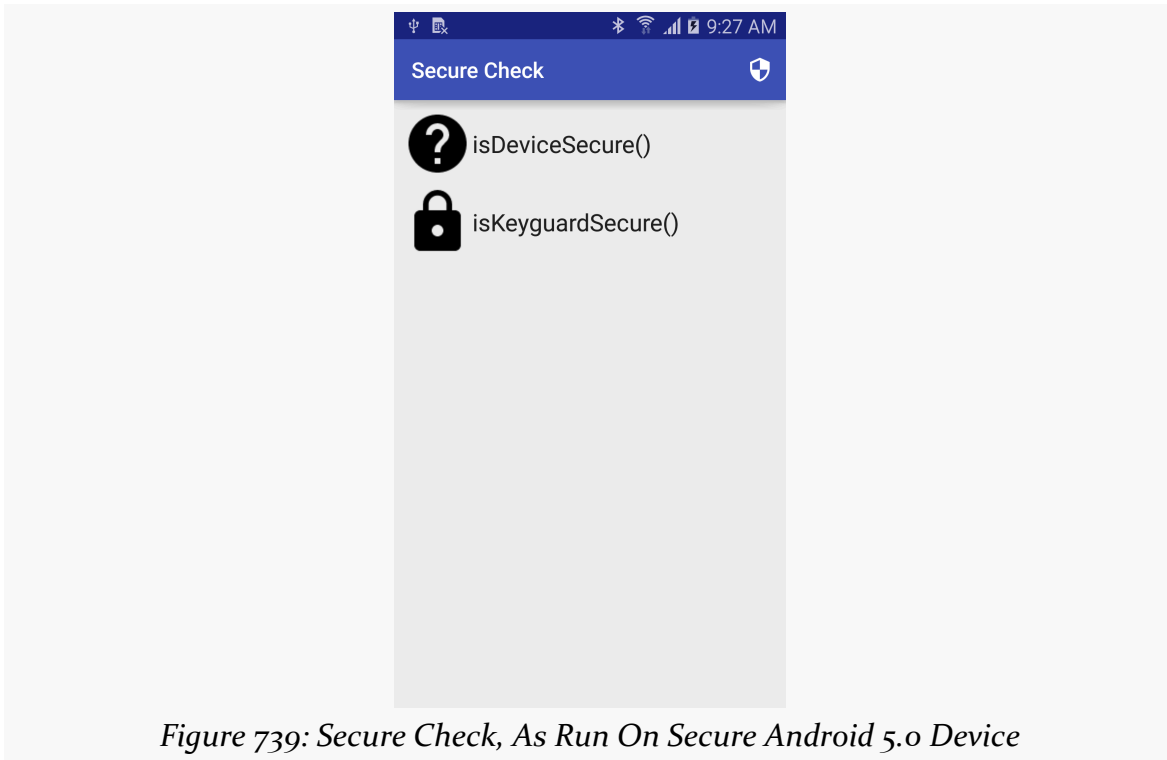 9:27 AM
Secure Check
isDeviceSecure()
isKeyguardSecure()
Figure 739: Secure Check, As Run On Secure Android 5.0 Device